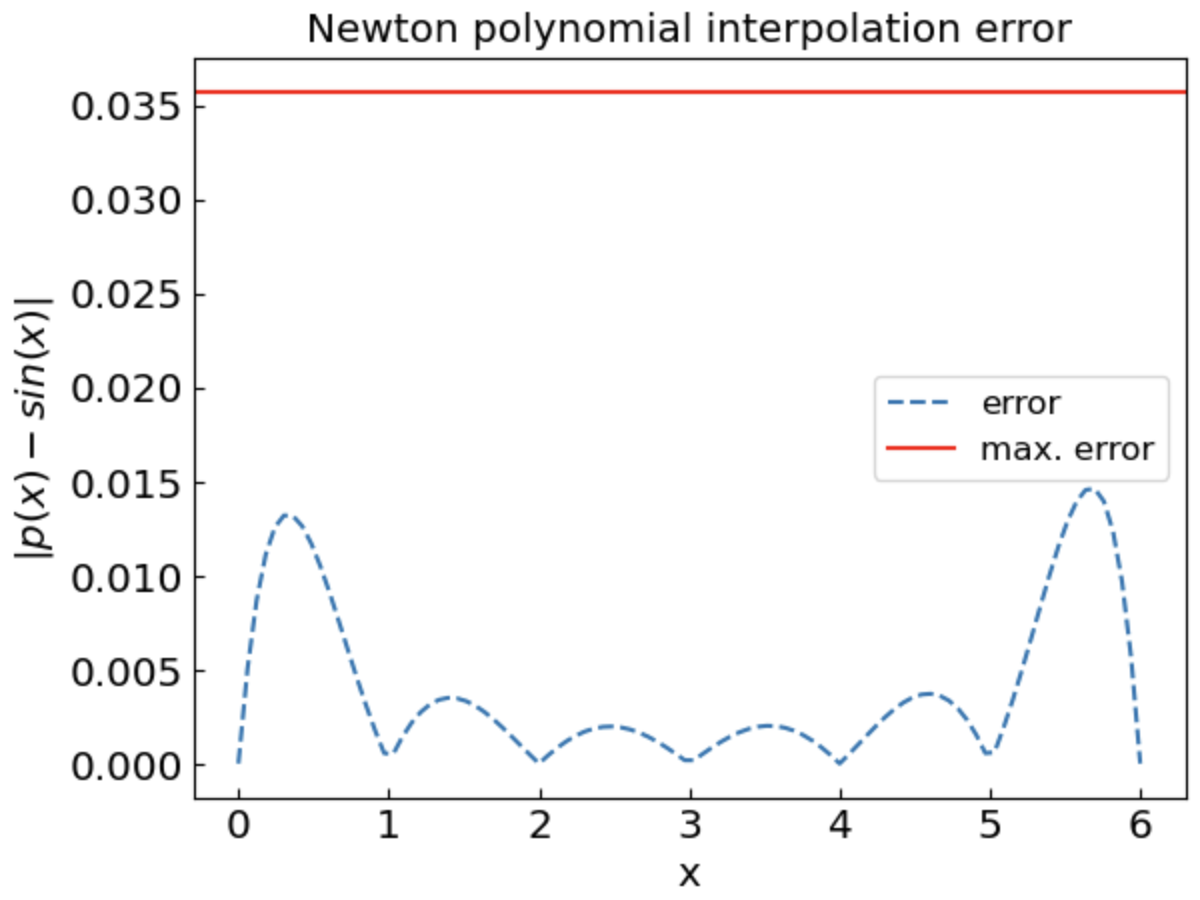 Newton polynomial interpolation error
|p(x) − sin(x)|
0.035
0.030
0.025
0.020
0.015
0.010
0.005
0.000
error
max. error
0 1 2 3 4 5 6
x